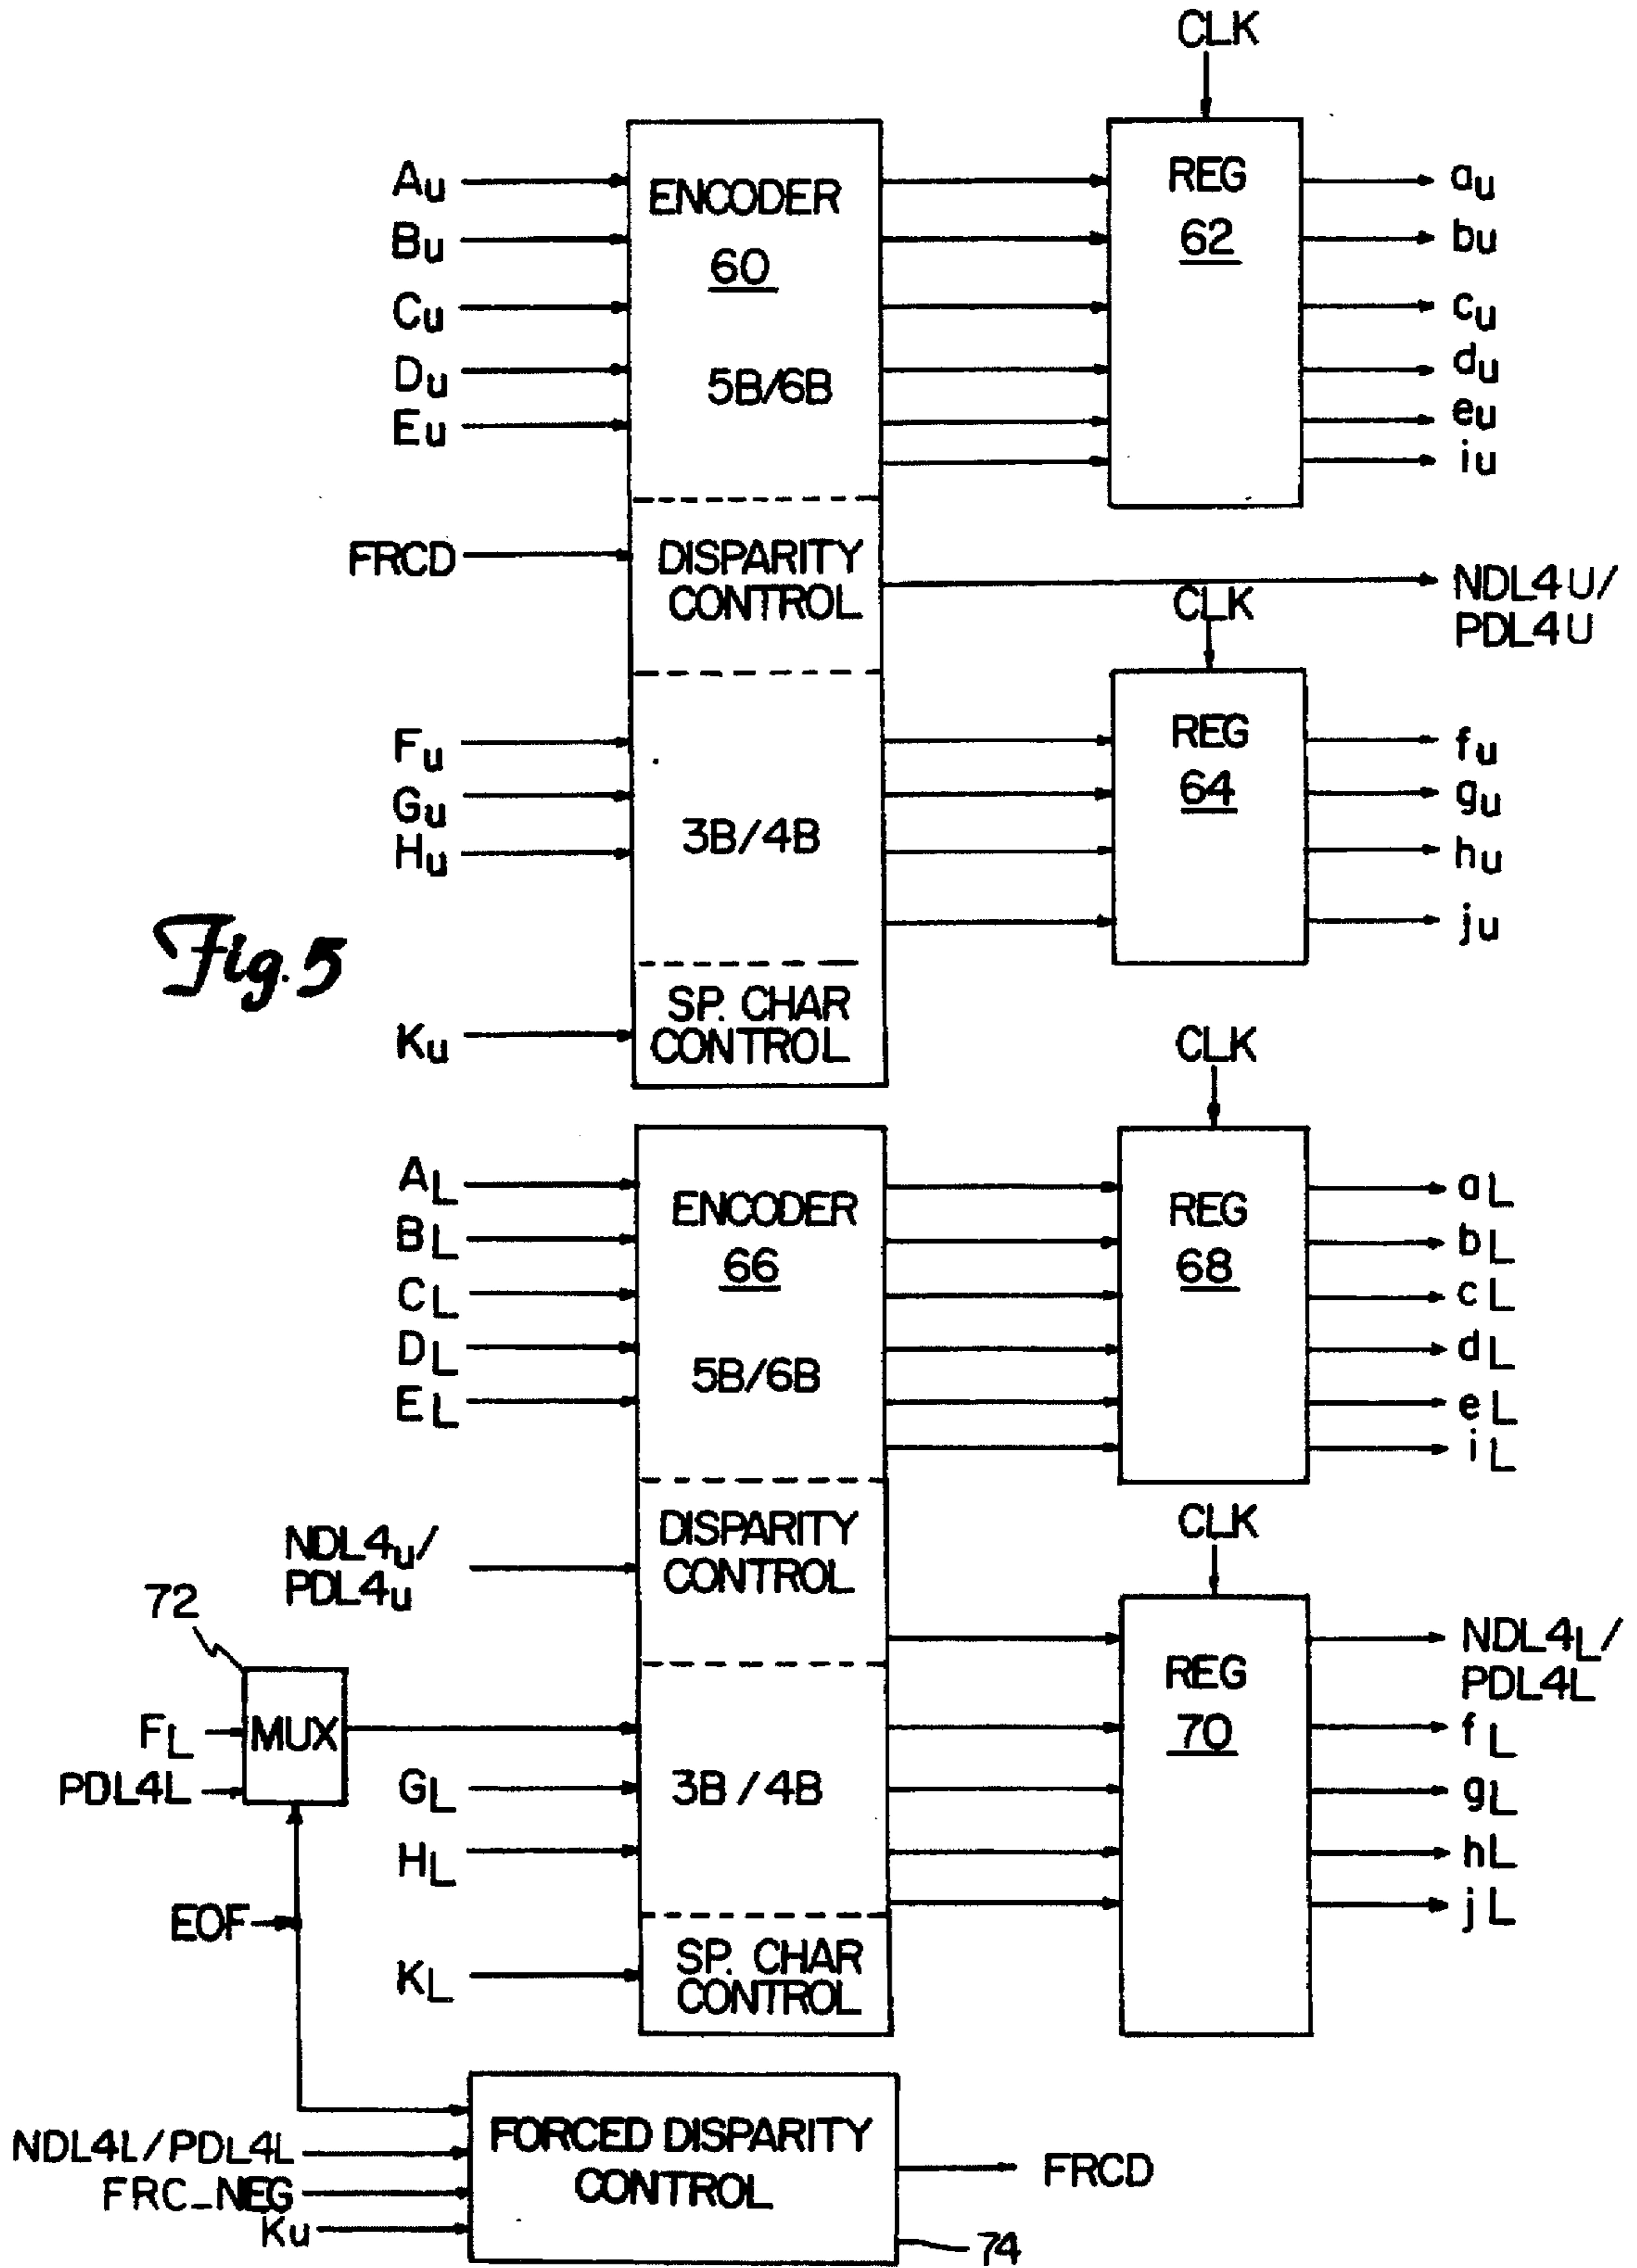 CLK
Au
Bu
Cu
Du
Eu
ENCODER
60
5B/6B
REG
62
au
bu
cu
du
eu
iu
FRCD
DISPARITY
CONTROL
NDL4U/
PDL4U
CLK
Fu
Gu
Hu
3B/4B
REG
64
fu
gu
hu
ju
Fig. 5
Ku
SP. CHAR
CONTROL
CLK
AL
BL
CL
DL
EL
ENCODER
66
5B/6B
REG
68
aL
bL
cL
dL
eL
iL
NDL4u/
PDL4u
DISPARITY
CONTROL
CLK
72
MUX
FL
PDL4L
GL
HL
3B/4B
REG
70
NDL4L/
PDL4L
fL
gL
hL
jL
EOF
KL
SP. CHAR
CONTROL
NDL4L/PDL4L
FRC_NEG
Ku
FORCED DISPARITY
CONTROL
FRCD
74